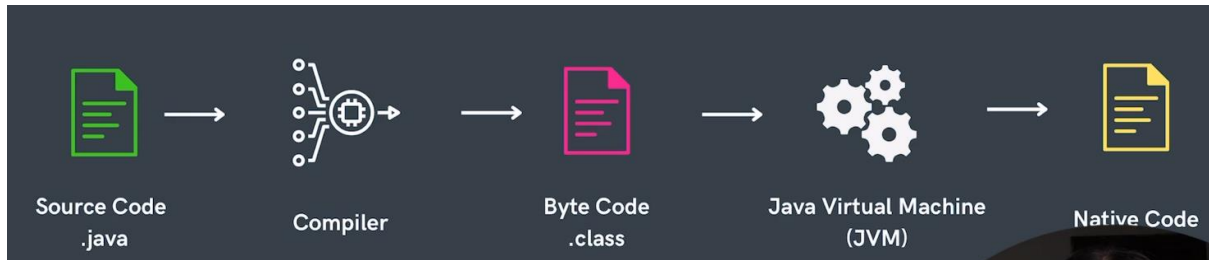 Source Code
.java
Compiler
Byte Code
.class
Java Virtual Machine
(JVM)
Native Code